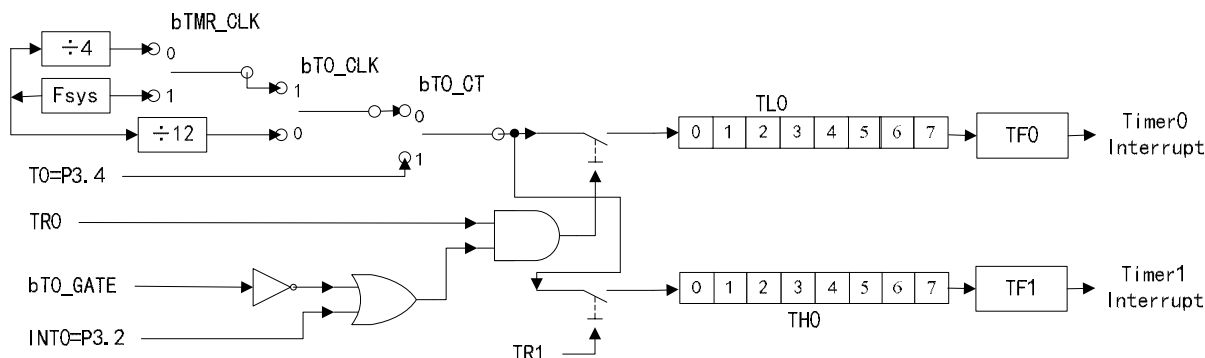 bTMR_CLK
÷4
0
bT0_CLK
1
bT0_CT
0
Fsys
1
÷12
0
TL0
0 1 2 3 4 5 6 7
TF0
Timer0
Interrupt
1
T0=P3.4
TR0
bT0_GATE
0 1 2 3 4 5 6 7
TH0
TF1
Timer1
Interrupt
INT0=P3.2
TR1